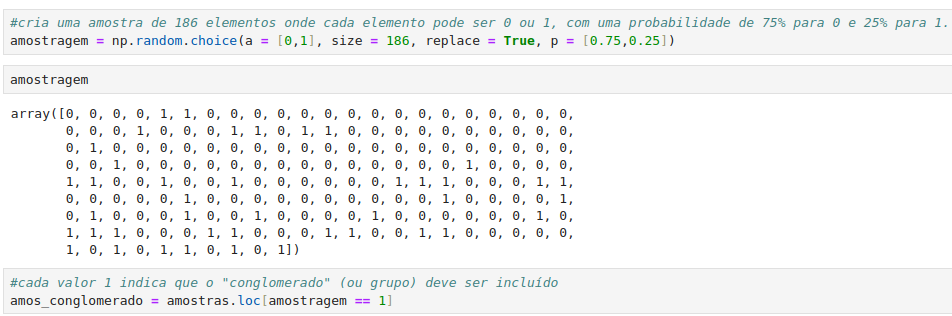 #cria uma amostra de 186 elementos onde cada elemento pode ser 0 ou 1, com uma probabilidade de 75% para 0 e 25% para 1.
amostragem = np.random.choice(a = [0,1], size = 186, replace = True, p = [0.75,0.25])
amostragem
array([0, 0, 0, 0, 1, 1, 0, 0, 0, 0, 0, 0, 0, 0, 0, 0, 0, 0, 0, 0, 0, 0,
0, 0, 0, 1, 0, 0, 0, 1, 1, 0, 1, 1, 0, 0, 0, 0, 0, 0, 0, 0, 0, 0,
0, 1, 0, 0, 0, 0, 0, 0, 0, 0, 0, 0, 0, 0, 0, 0, 0, 0, 0, 0, 0, 0,
0, 0, 1, 0, 0, 0, 0, 0, 0, 0, 0, 0, 0, 0, 0, 0, 0, 1, 0, 0, 0, 0,
1, 1, 0, 0, 1, 0, 0, 1, 0, 0, 0, 0, 0, 0, 1, 1, 1, 0, 0, 0, 1, 1,
0, 0, 0, 0, 0, 1, 0, 0, 0, 0, 0, 0, 0, 0, 0, 0, 1, 0, 0, 0, 0, 1,
0, 1, 0, 0, 0, 1, 0, 0, 1, 0, 0, 0, 0, 1, 0, 0, 0, 0, 0, 0, 1, 0,
1, 1, 1, 0, 0, 0, 1, 1, 0, 0, 0, 1, 1, 0, 0, 1, 1, 0, 0, 0, 0, 0,
1, 0, 1, 0, 1, 1, 0, 1, 0, 1])
#cada valor 1 indica que o "conglomerado" (ou grupo) deve ser incluído
amos_conglomerado = amostras.loc[amostragem == 1]